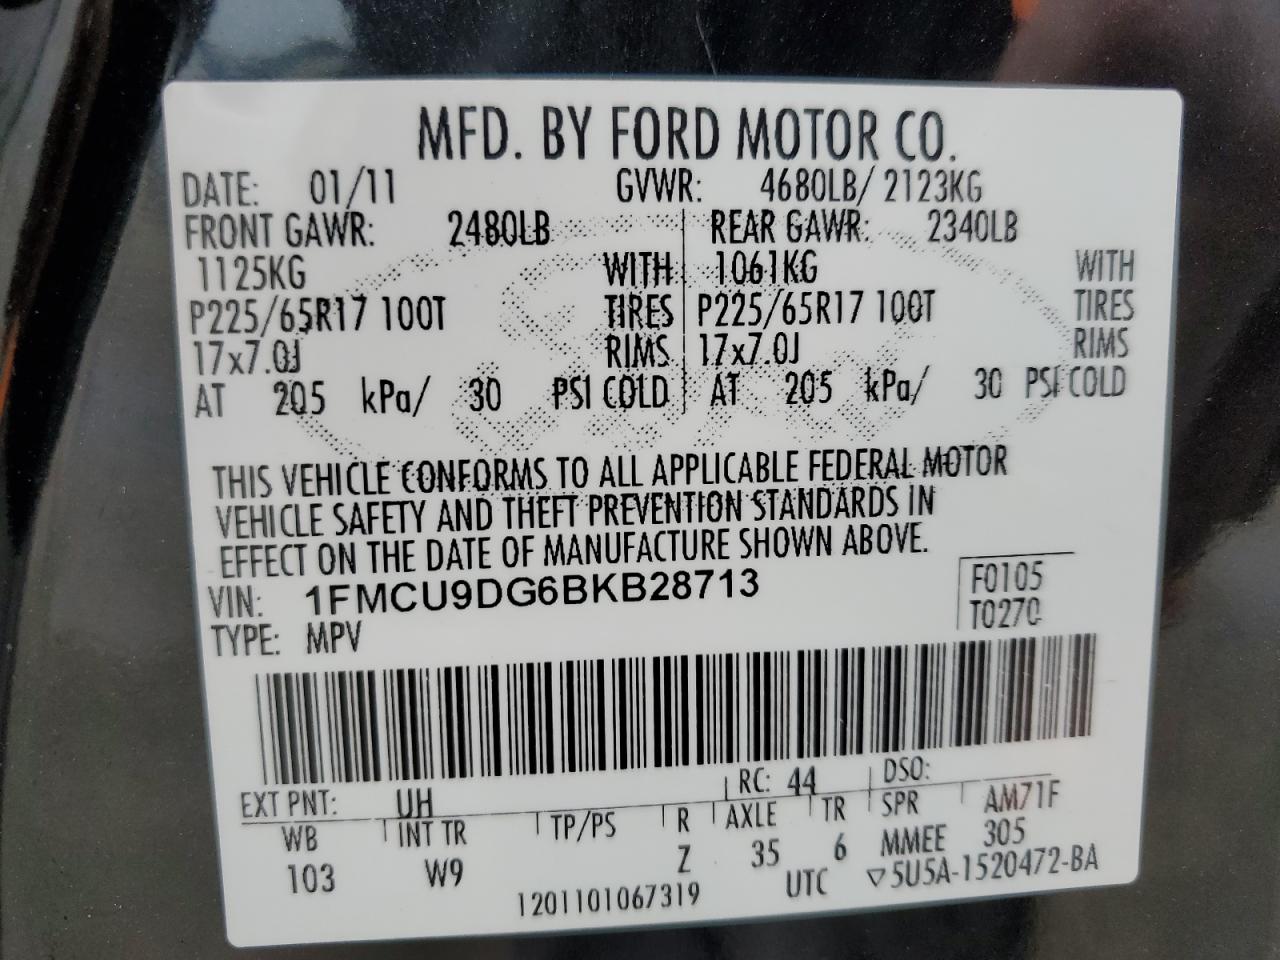 MFD. BY FORD MOTOR CO.
DATE: 01/11 GVWR: 4680LB/ 2123KG
FRONT GAWR: 2480LB REAR GAWR: 2340LB
1125KG WITH 1061KG WITH
P225/65R17 100T TIRES P225/65R17 100T TIRES
17x7.0J RIMS 17x7.0J RIMS
AT 205 kPa/ 30 PSI COLD AT 205 kPa/ 30 PSI COLD
THIS VEHICLE CONFORMS TO ALL APPLICABLE FEDERAL MOTOR
VEHICLE SAFETY AND THEFT PREVENTION STANDARDS IN
EFFECT ON THE DATE OF MANUFACTURE SHOWN ABOVE.
VIN: 1FMCU9DG6BKB28713 F0105
TYPE: MPV T0270
EXT PNT: UH RC: 44 DSO:
WB INT TR TP/PS R AXLE TR SPR AM71F
103 W9 Z 35 6 MMEE 305
1201101067319 UTC ▽5U5A-1520472-BA